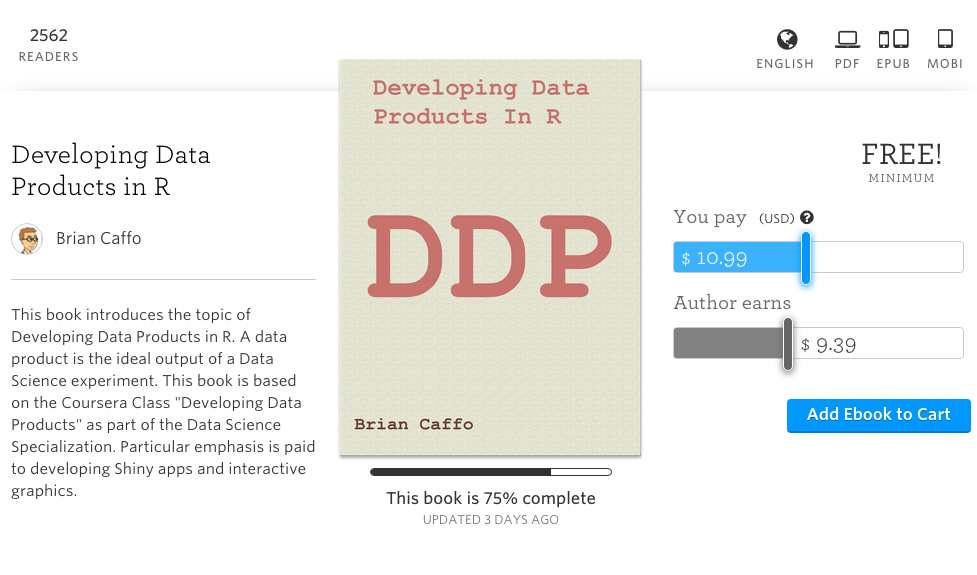 2562
READERS
ENGLISH
PDF
EPUB
MOBI
Developing Data
Products in R
Brian Caffo
This book introduces the topic of
Developing Data Products in R. A data
product is the ideal output of a Data
Science experiment. This book is based
on the Coursera Class "Developing Data
Products" as part of the Data Science
Specialization. Particular emphasis is paid
to developing Shiny apps and interactive
graphics.
Developing Data
Products In R
DDP
Brian Caffo
This book is 75% complete
UPDATED 3 DAYS AGO
FREE!
MINIMUM
You pay (USD) ?
$ 10.99
Author earns
$ 9.39
Add Ebook to Cart